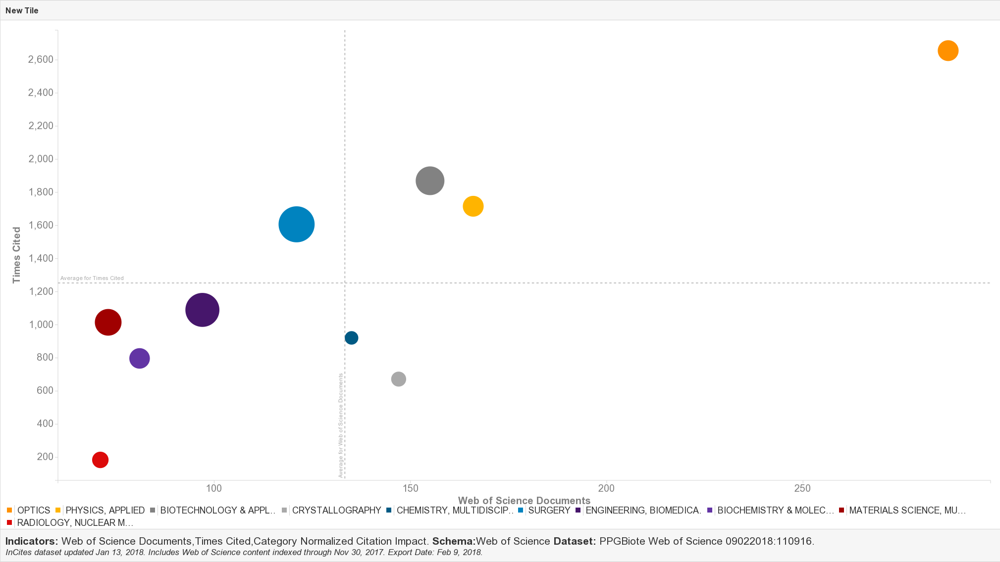 New Tile
2,600
2,400
2,200
2,000
1,800
1,600
1,400
1,200
1,000
800
600
400
200
Times Cited
Average for Times Cited
Average for Web of Science Documents
100 150 200 250
Web of Science Documents
OPTICS PHYSICS, APPLIED BIOTECHNOLOGY & APPL.. CRYSTALLOGRAPHY CHEMISTRY, MULTIDISCIP.. SURGERY ENGINEERING, BIOMEDICA. BIOCHEMISTRY & MOLEC... MATERIALS SCIENCE, MU...
RADIOLOGY, NUCLEAR M...
Indicators: Web of Science Documents,Times Cited,Category Normalized Citation Impact. Schema:Web of Science Dataset: PPGBiote Web of Science 09022018:110916.
InCites dataset updated Jan 13, 2018. Includes Web of Science content indexed through Nov 30, 2017. Export Date: Feb 9, 2018.